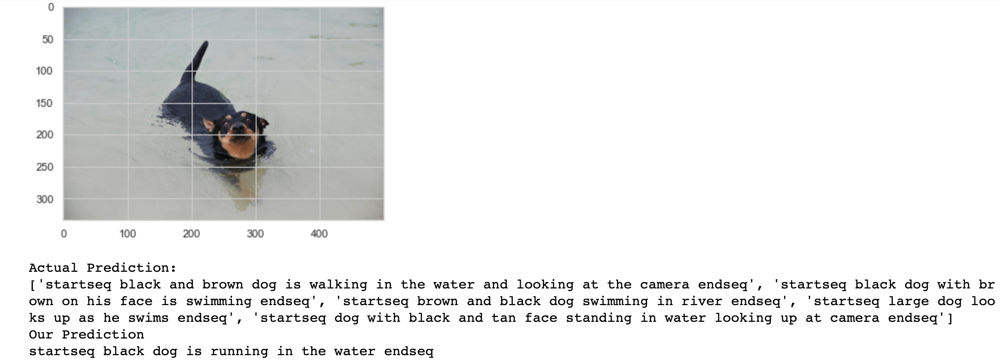 0
50
100
150
200
250
300
0 100 200 300 400
Actual Prediction:
['startseq black and brown dog is walking in the water and looking at the camera endseq', 'startseq black dog with br
own on his face is swimming endseq', 'startseq brown and black dog swimming in river endseq', 'startseq large dog loo
ks up as he swims endseq', 'startseq dog with black and tan face standing in water looking up at camera endseq']
Our Prediction
startseq black dog is running in the water endseq